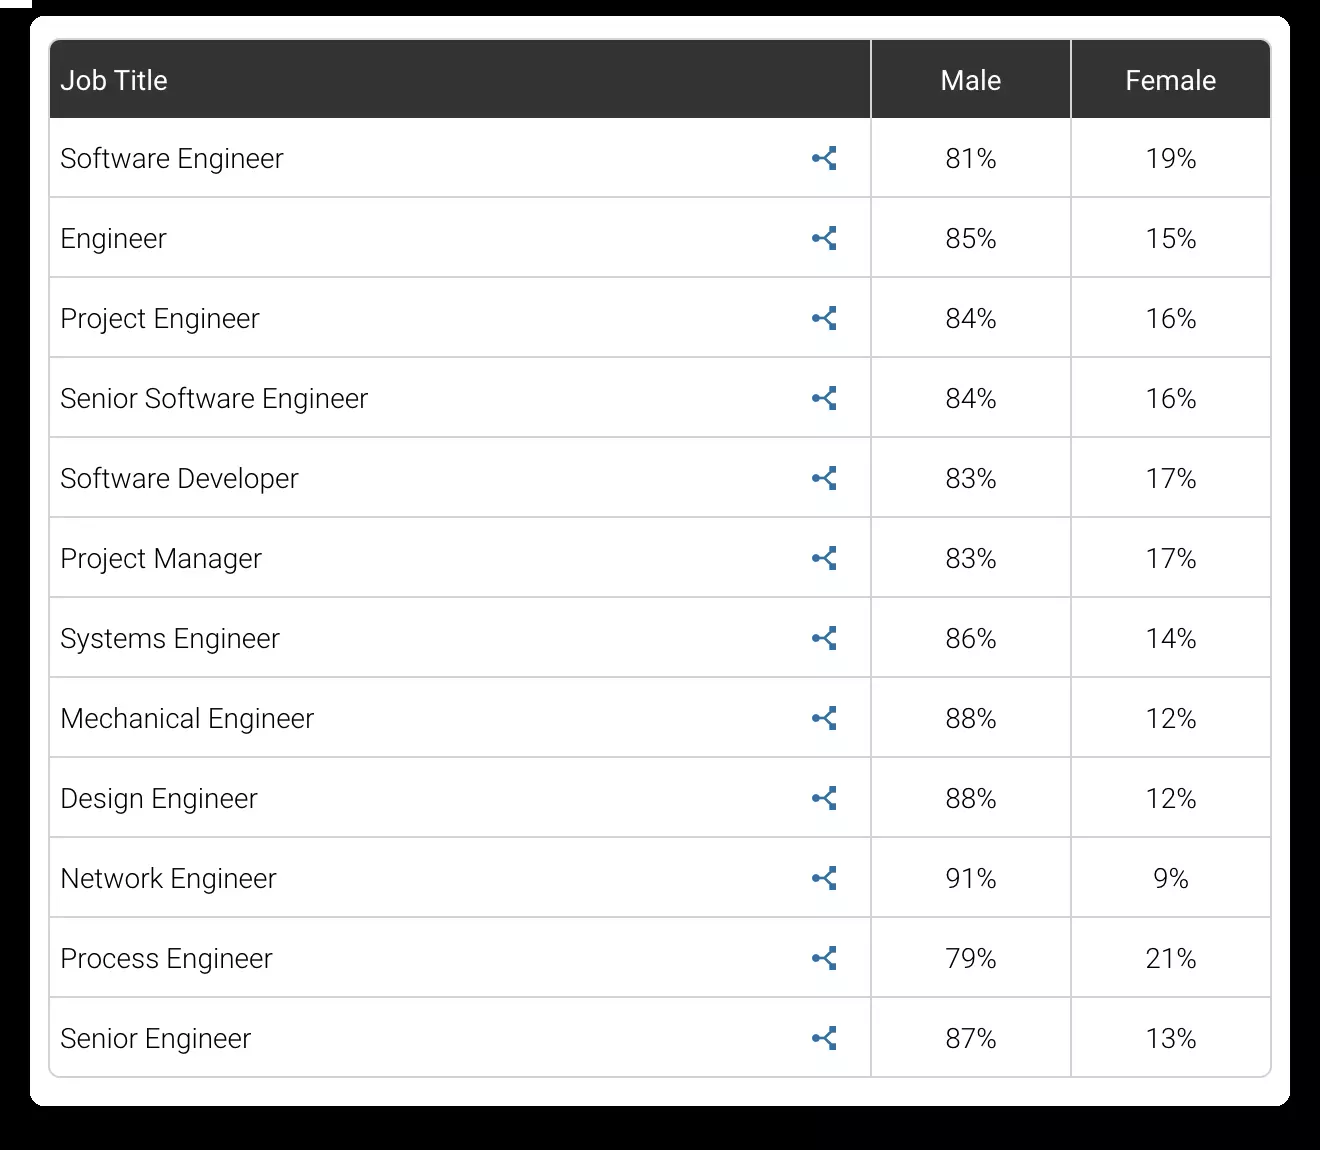 Job Title Male Female
Software Engineer 81% 19%
Engineer 85% 15%
Project Engineer 84% 16%
Senior Software Engineer 84% 16%
Software Developer 83% 17%
Project Manager 83% 17%
Systems Engineer 86% 14%
Mechanical Engineer 88% 12%
Design Engineer 88% 12%
Network Engineer 91% 9%
Process Engineer 79% 21%
Senior Engineer 87% 13%